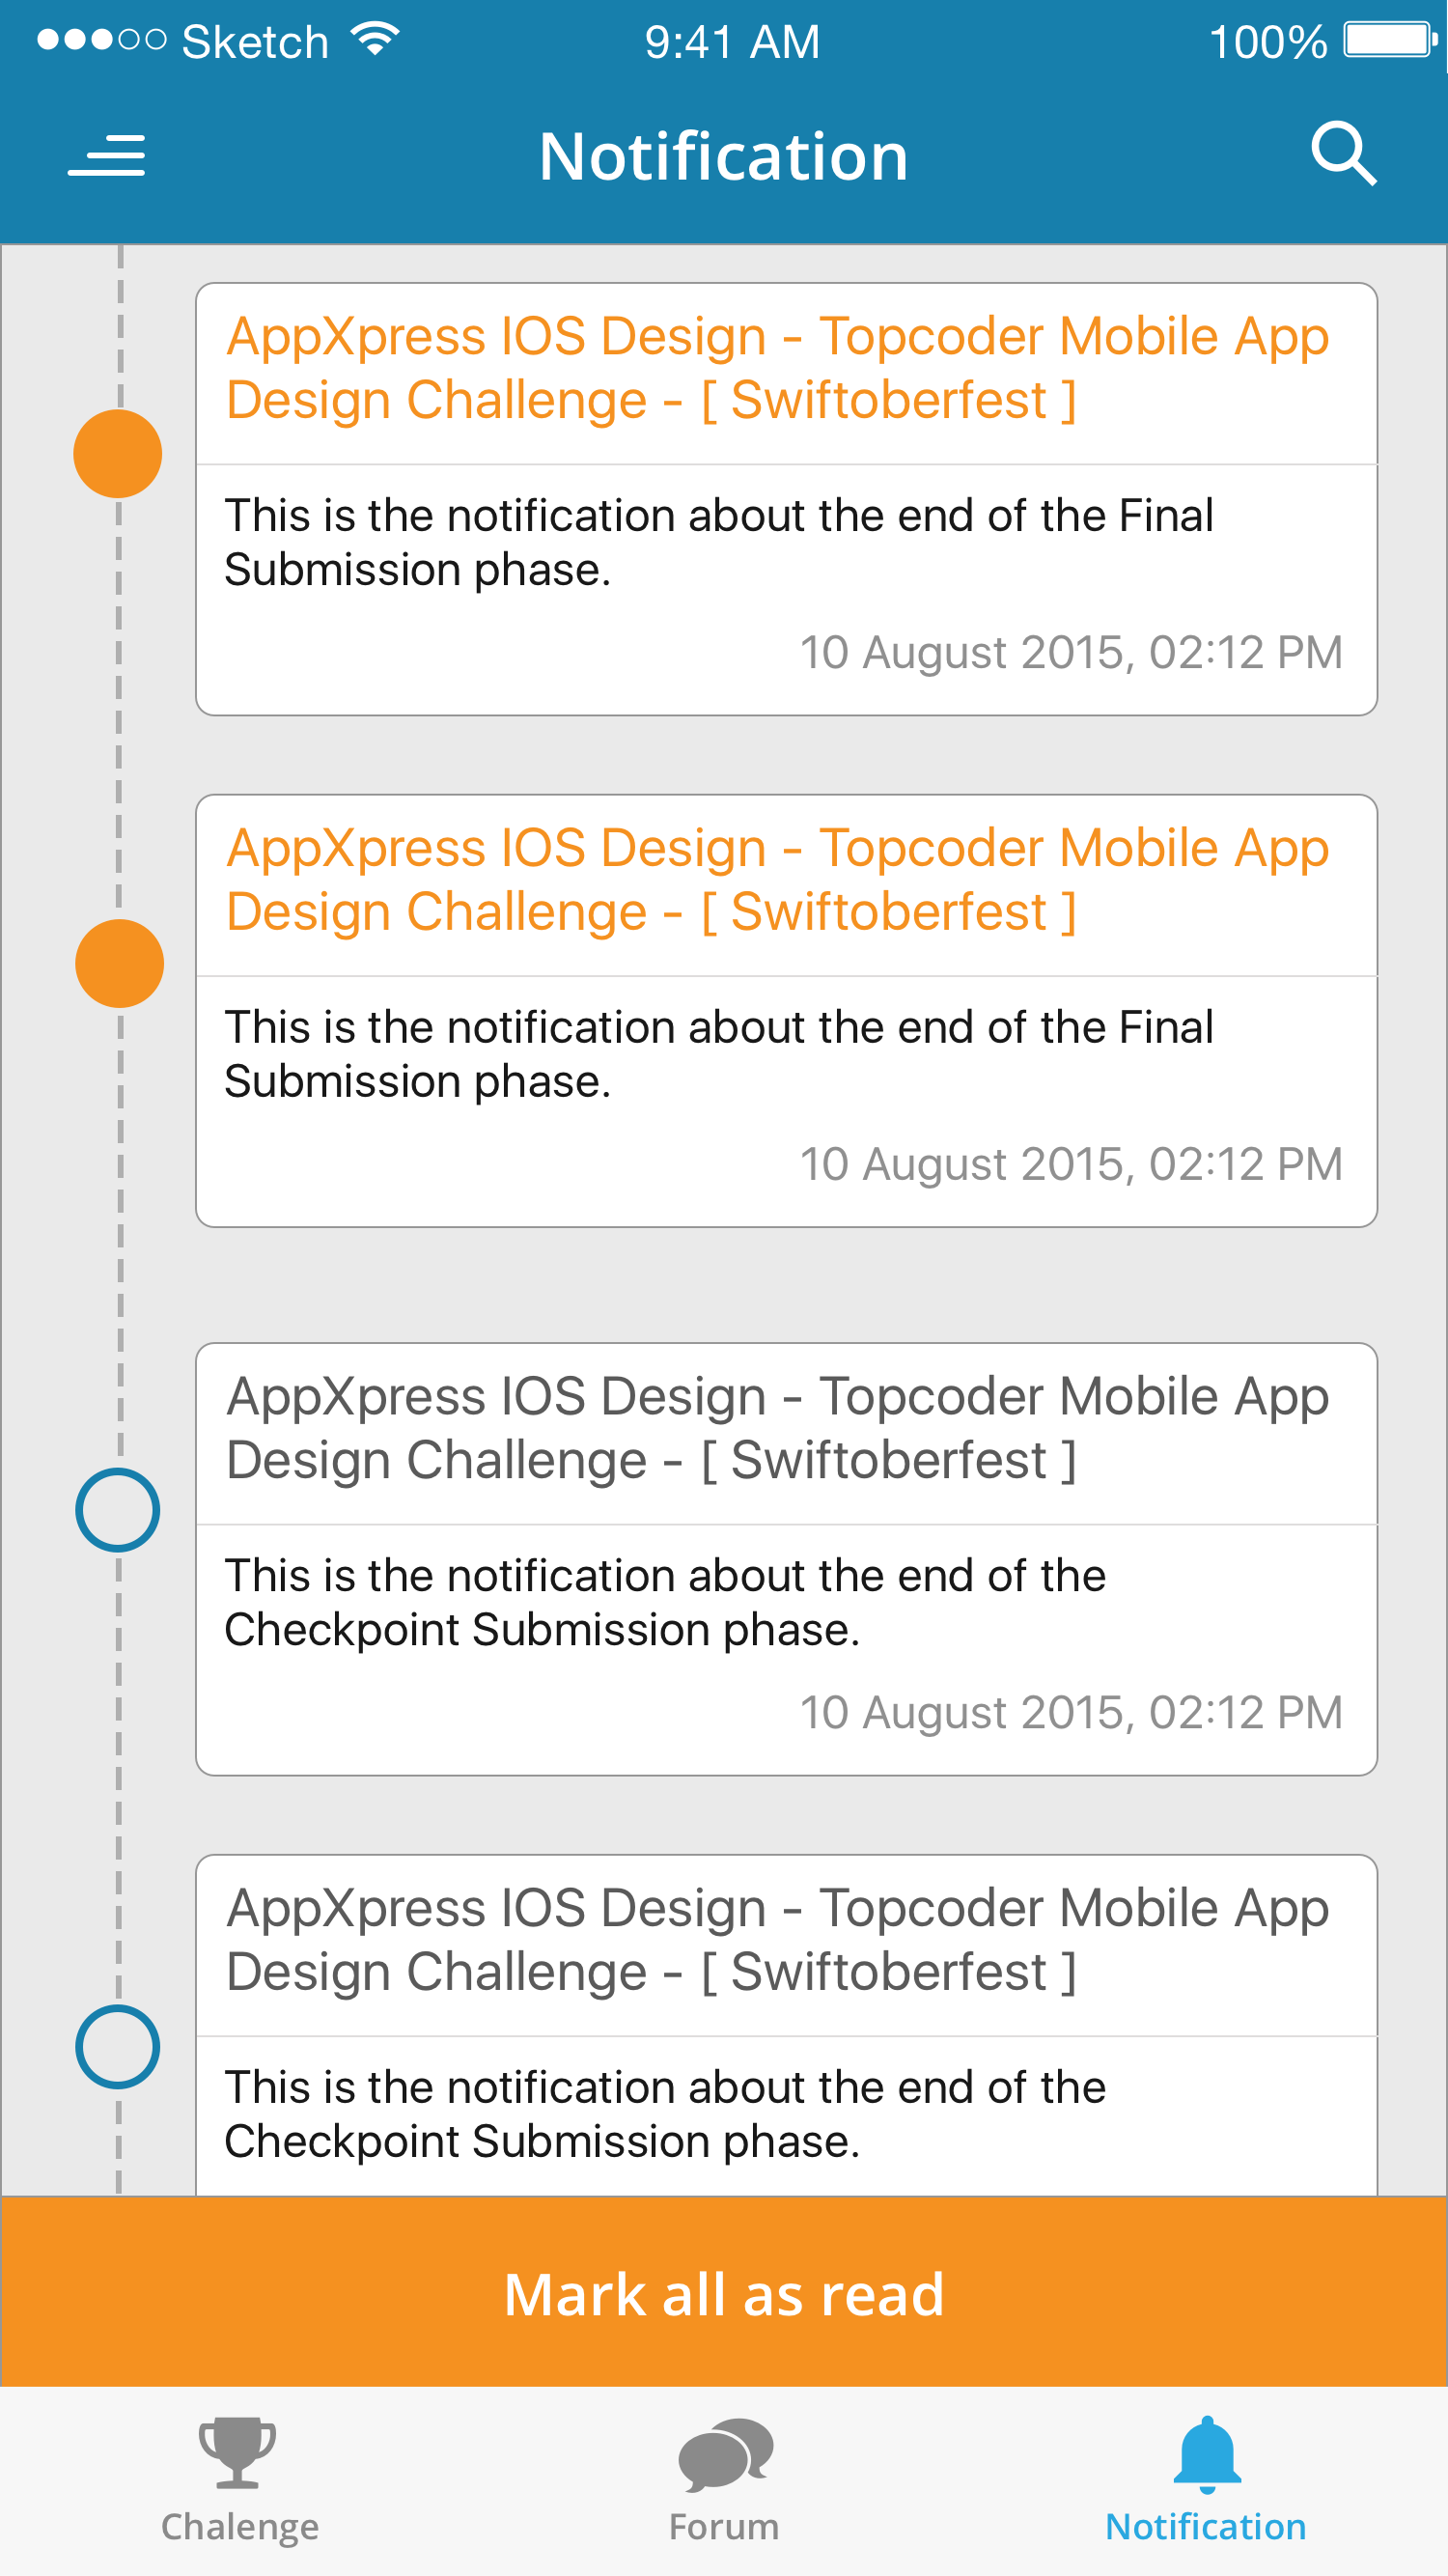 Sketch 9:41 AM 100%
Notification
AppXpress IOS Design - Topcoder Mobile App
Design Challenge - [ Swiftoberfest ]
This is the notification about the end of the Final
Submission phase.
10 August 2015, 02:12 PM
AppXpress IOS Design - Topcoder Mobile App
Design Challenge - [ Swiftoberfest ]
This is the notification about the end of the Final
Submission phase.
10 August 2015, 02:12 PM
AppXpress IOS Design - Topcoder Mobile App
Design Challenge - [ Swiftoberfest ]
This is the notification about the end of the
Checkpoint Submission phase.
10 August 2015, 02:12 PM
AppXpress IOS Design - Topcoder Mobile App
Design Challenge - [ Swiftoberfest ]
This is the notification about the end of the
Checkpoint Submission phase.
Mark all as read
Chalenge Forum Notification